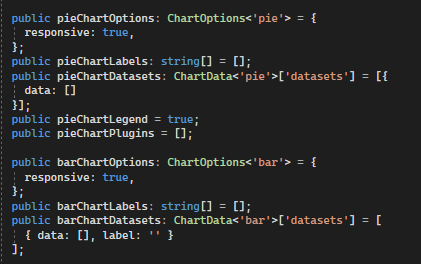 public pieChartOptions: ChartOptions<'pie'> = {
  responsive: true,
};
public pieChartLabels: string[] = [];
public pieChartDatasets: ChartData<'pie'>['datasets'] = [{
  data: []
}];
public pieChartLegend = true;
public pieChartPlugins = [];

public barChartOptions: ChartOptions<'bar'> = {
  responsive: true,
};
public barChartLabels: string[] = [];
public barChartDatasets: ChartData<'bar'>['datasets'] = [
  { data: [], label: '' }
];